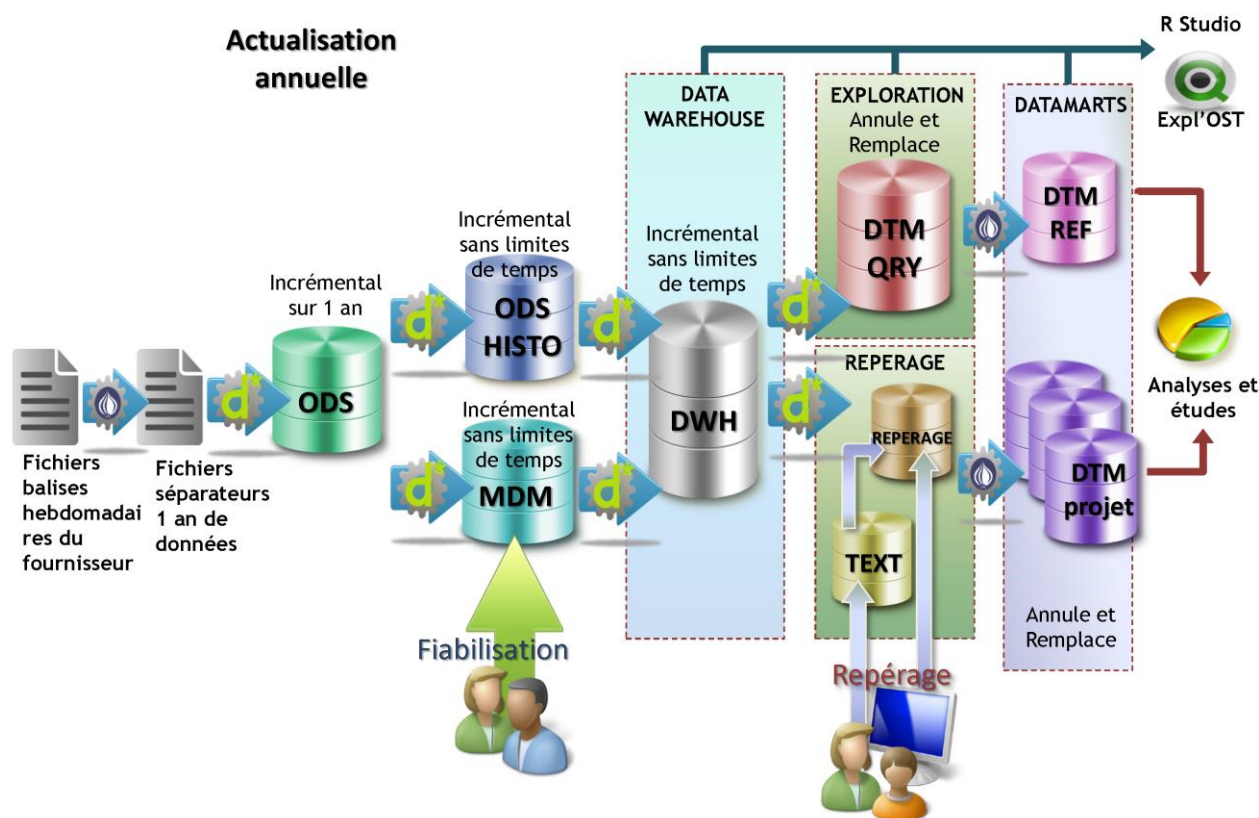 Actualisation
annuelle
R Studio
Expl'OST
DATA
WAREHOUSE
EXPLORATION
Annule et
Remplace
DATAMARTS
DTM
QRY
DTM
REF
Incrémental
sans limites
de temps
ODS
HISTO
Incrémental
sans limites
de temps
DWH
Incrémental
sur 1 an
ODS
Incrémental
sans limites
de temps
MDM
REPERAGE
REPERAGE
TEXT
DTM
projet
Annule et
Remplace
Analyses et
études
Fichiers
balises
hebdomadai
res du
fournisseur
Fichiers
séparateurs
1 an de
données
d*
d*
d*
d*
d*
d*
d*
Fiabilisation
Repérage